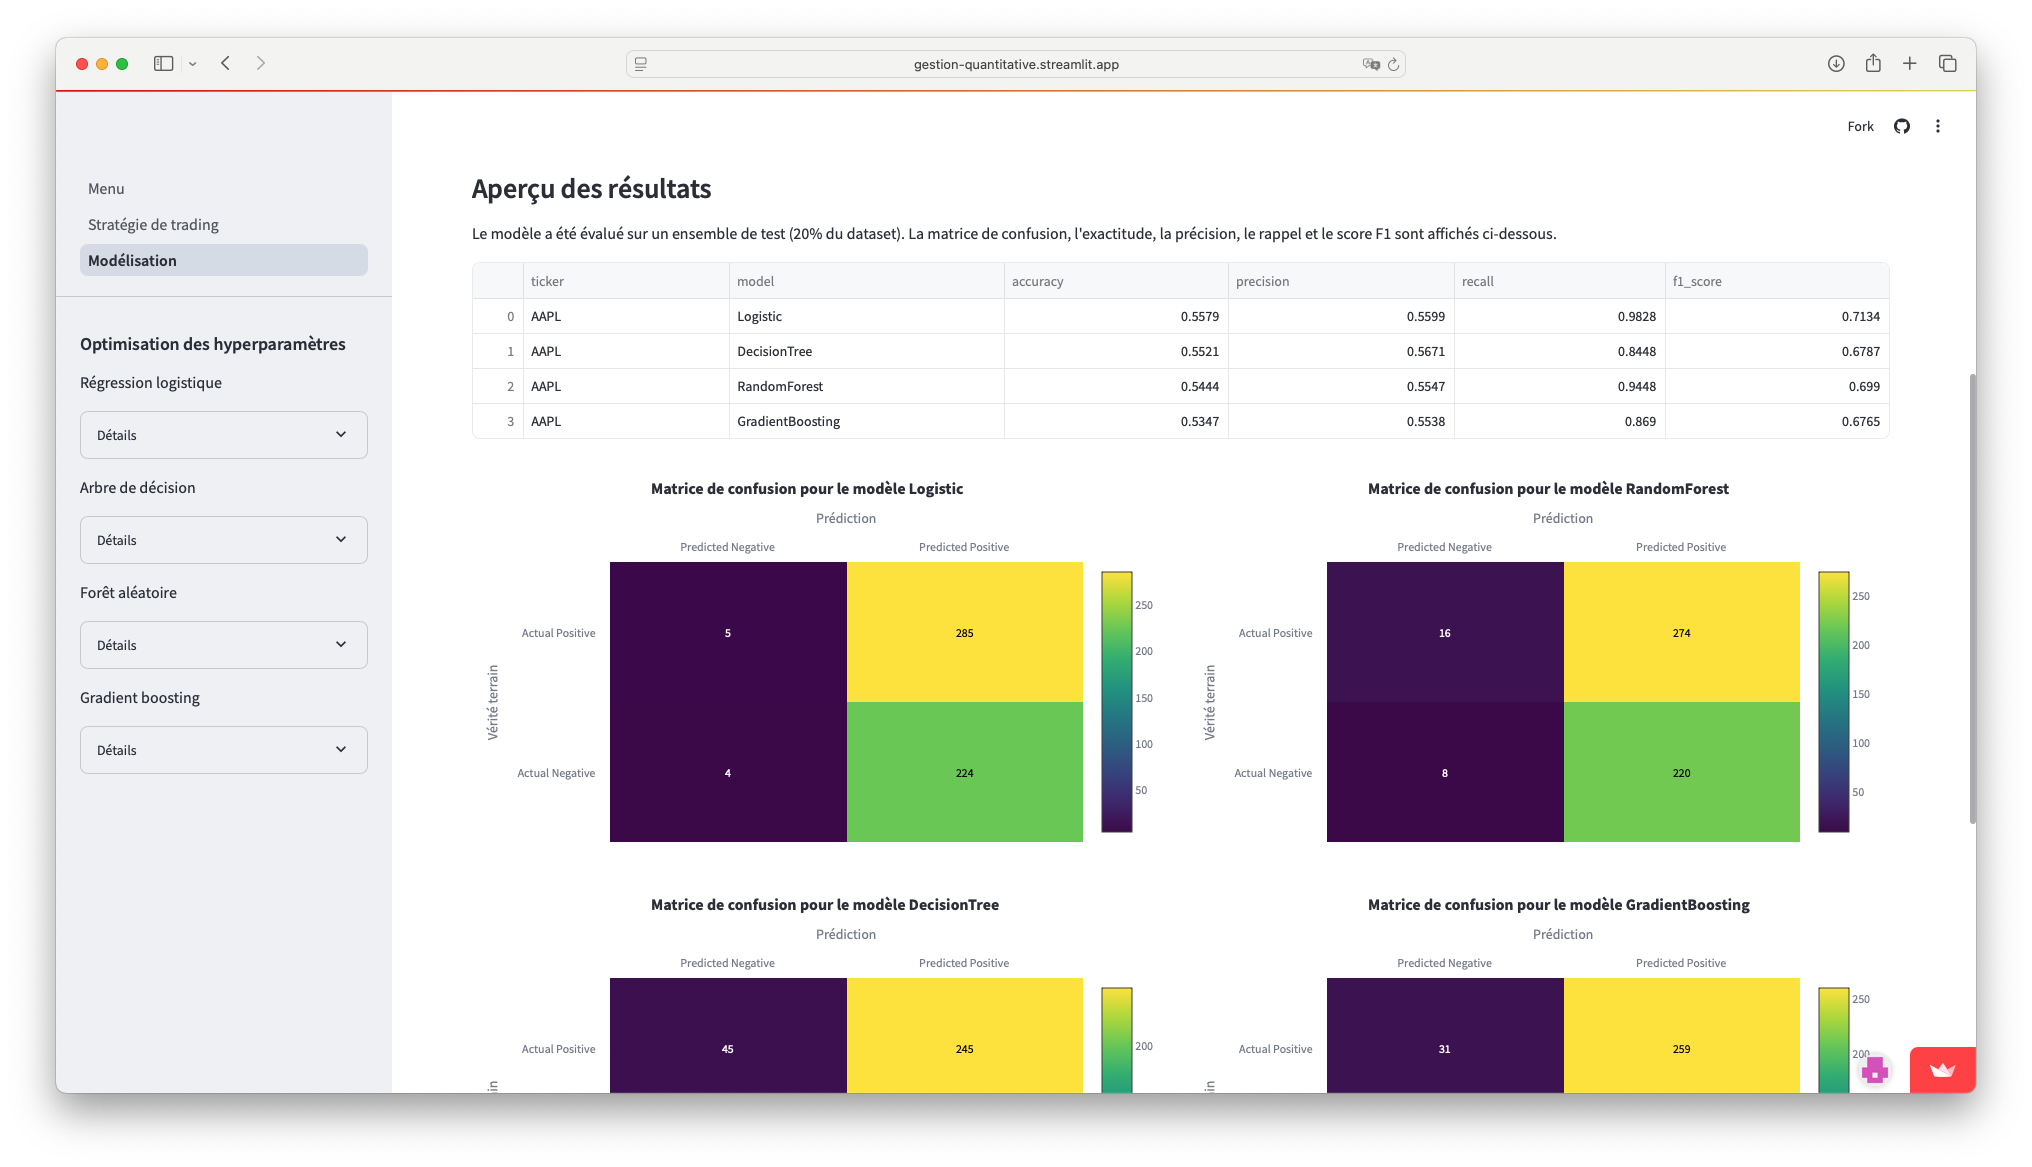 gestion-quantitative.streamlit.app
Fork
Menu
Stratégie de trading
Modélisation
Optimisation des hyperparamètres
Régression logistique
Détails
Arbre de décision
Détails
Forêt aléatoire
Détails
Gradient boosting
Détails
Aperçu des résultats
Le modèle a été évalué sur un ensemble de test (20% du dataset). La matrice de confusion, l'exactitude, la précision, le rappel et le score F1 sont affichés ci-dessous.
ticker model accuracy precision recall f1_score
0 AAPL Logistic 0.5579 0.5599 0.9828 0.7134
1 AAPL DecisionTree 0.5521 0.5671 0.8448 0.6787
2 AAPL RandomForest 0.5444 0.5547 0.9448 0.699
3 AAPL GradientBoosting 0.5347 0.5538 0.869 0.6765
Matrice de confusion pour le modèle Logistic
Prédiction
Predicted Negative Predicted Positive
Actual Positive 5 285
Actual Negative 4 224
Vérité terrain
250
200
150
100
50
Matrice de confusion pour le modèle RandomForest
Prédiction
Predicted Negative Predicted Positive
Actual Positive 16 274
Actual Negative 8 220
Vérité terrain
250
200
150
100
50
Matrice de confusion pour le modèle DecisionTree
Prédiction
Predicted Negative Predicted Positive
Actual Positive 45 245
200
Matrice de confusion pour le modèle GradientBoosting
Prédiction
Predicted Negative Predicted Positive
Actual Positive 31 259
250
200